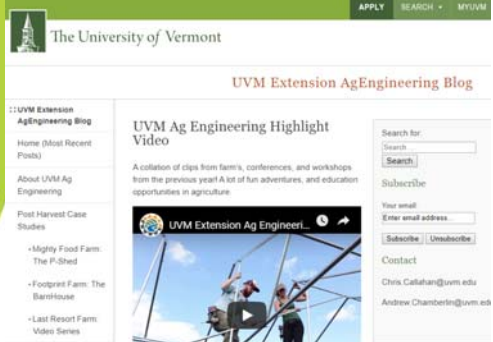 APPLY SEARCH MYUVM
The University of Vermont
UVM Extension AgEngineering Blog
:: UVM Extension
AgEngineering Blog
Home (Most Recent
Posts)
About UVM Ag
Engineering
Post Harvest Case
Studies
Mighty Food Farm:
The P-Shed
Footprint Farm: The
BarnHouse
Last Resort Farm
Video Series
UVM Ag Engineering Highlight
Video
A collation of clips from farm's, conferences, and workshops
from the previous year! A lot of fun adventures, and education
opportunities in agriculture.
UVM Extension Ag Engineeri...
Search for:
Search ...
Search
Subscribe
Your email:
Enter email address...
Subscribe Unsubscribe
Contact
Chris.Callahan@uvm.edu
Andrew.Chamberlin@uvm.edu